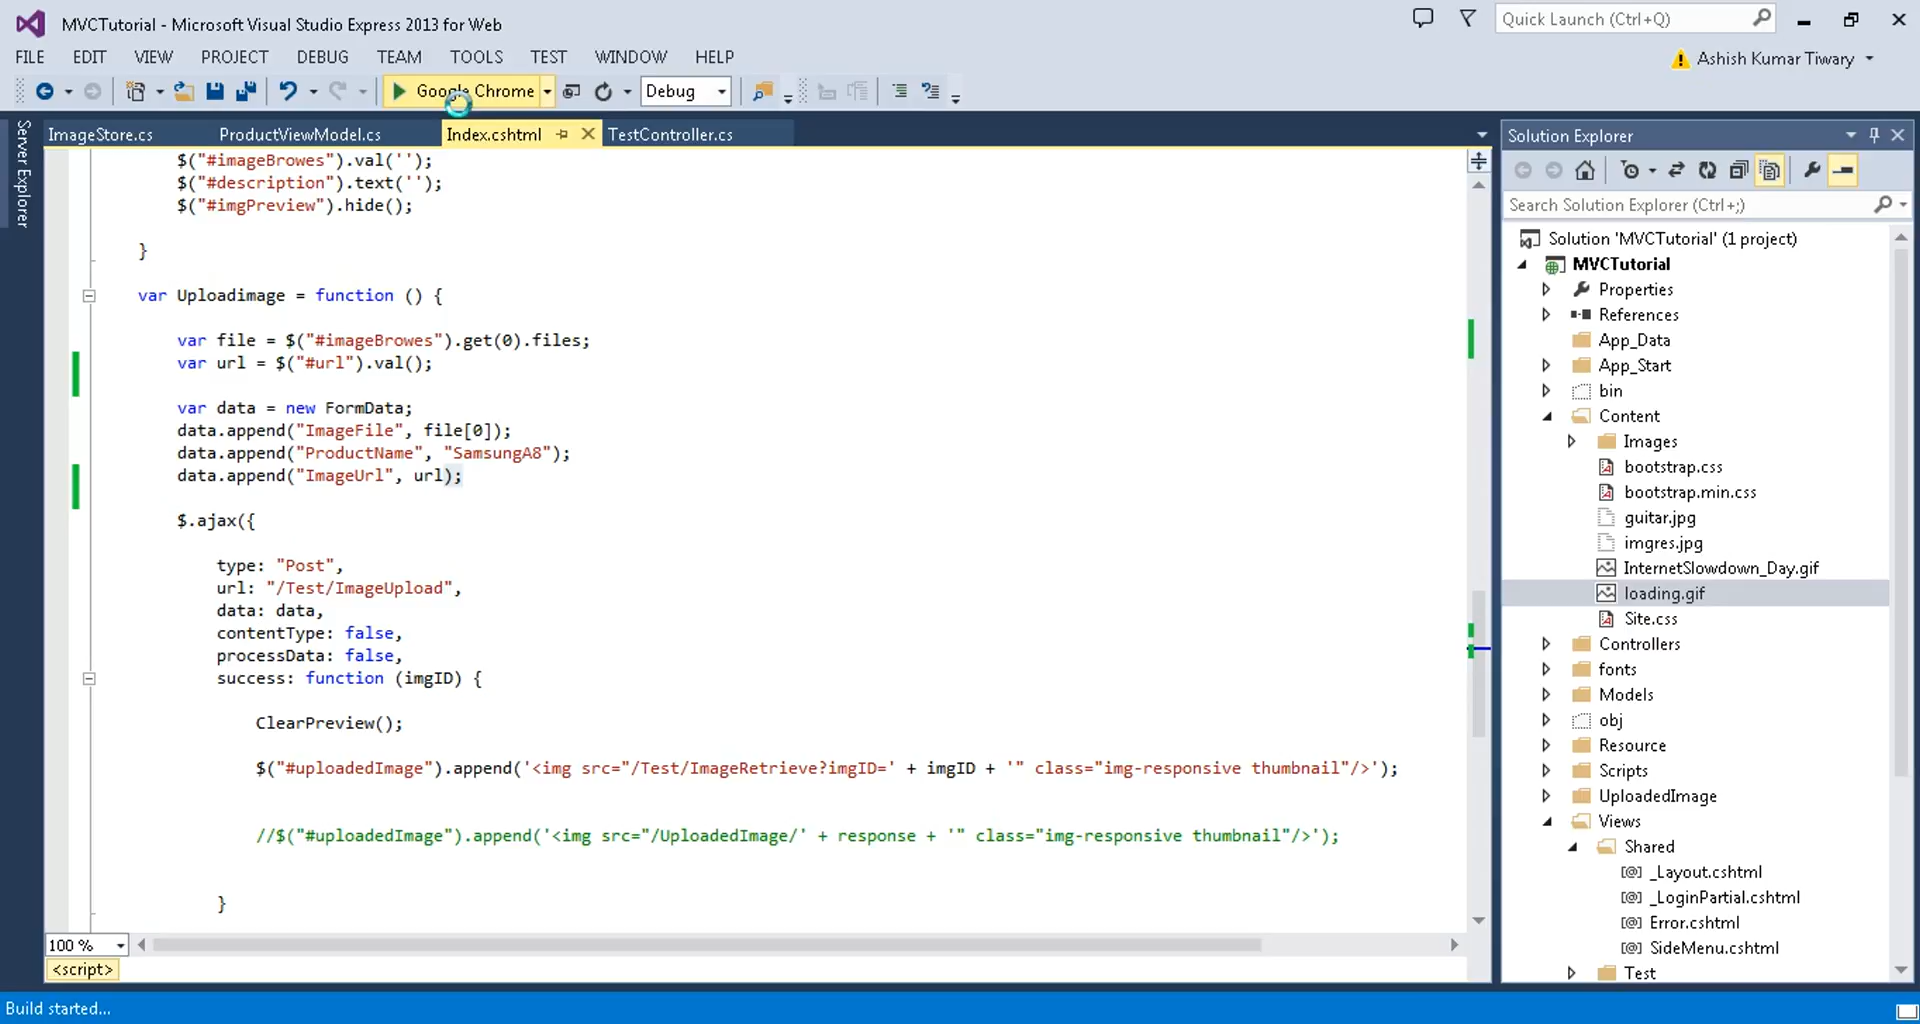 MVCTutorial - Microsoft Visual Studio Express 2013 for Web
Quick Launch (Ctrl+Q)
FILE EDIT VIEW PROJECT DEBUG TEAM TOOLS TEST WINDOW HELP
Ashish Kumar Tiwary
Google Chrome
Debug
Server Explorer
ImageStore.cs
ProductViewModel.cs
Index.cshtml
TestController.cs
$("#imageBrowes").val('');
$("#description").text('');
$("#imgPreview").hide();
}
var Uploadimage = function () {
var file = $("#imageBrowes").get(0).files;
var url = $("#url").val();
var data = new FormData;
data.append("ImageFile", file[0]);
data.append("ProductName", "SamsungA8");
data.append("ImageUrl", url);
$.ajax({
type: "Post",
url: "/Test/ImageUpload",
data: data,
contentType: false,
processData: false,
success: function (imgID) {
ClearPreview();
$("#uploadedImage").append('<img src="/Test/ImageRetrieve?imgID=' + imgID + '" class="img-responsive thumbnail"/>');
//$("#uploadedImage").append('<img src="/UploadedImage/' + response + '" class="img-responsive thumbnail"/>');
}
100 %
<script>
Build started...
Solution Explorer
Search Solution Explorer (Ctrl+;)
Solution 'MVCTutorial' (1 project)
MVCTutorial
Properties
References
App_Data
App_Start
bin
Content
Images
bootstrap.css
bootstrap.min.css
guitar.jpg
imgres.jpg
InternetSlowdown_Day.gif
loading.gif
Site.css
Controllers
fonts
Models
obj
Resource
Scripts
UploadedImage
Views
Shared
_Layout.cshtml
_LoginPartial.cshtml
Error.cshtml
SideMenu.cshtml
Test